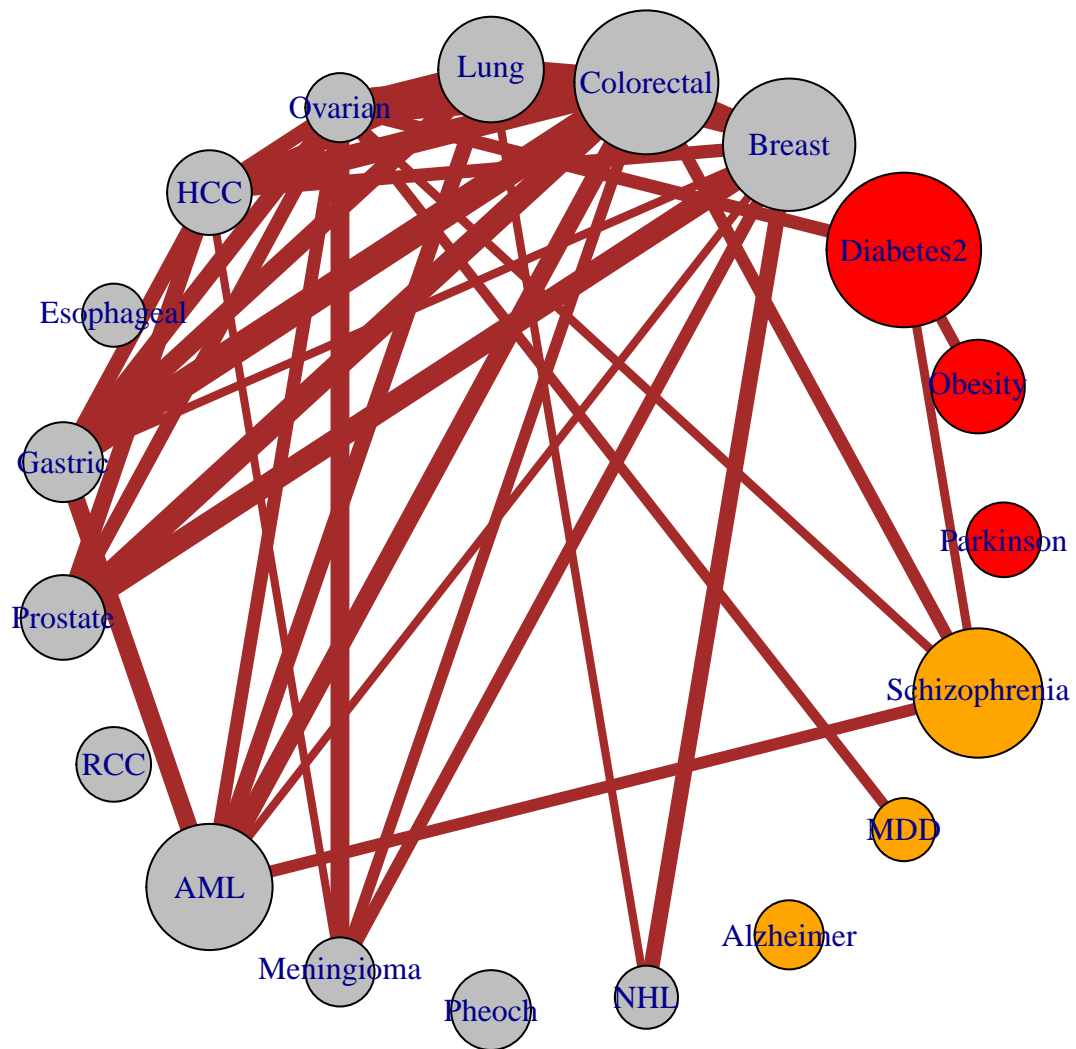 Lung
Colorectal
Ovarian
Breast
HCC
Diabetes2
Esophageal
Obesity
Gastric
Parkinson
Prostate
Schizophrenia
RCC
MDD
AML
Alzheimer
Meningioma
NHL
Pheoch